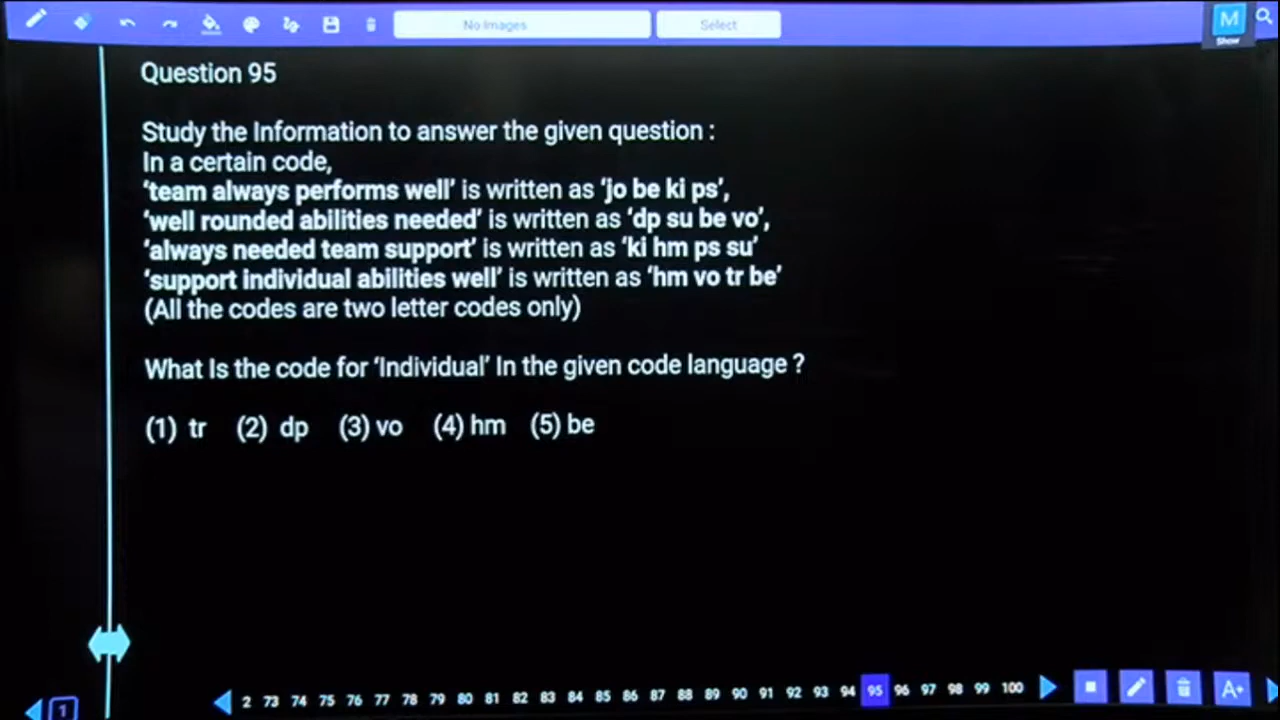 No Images Select M
Show
Question 95
Study the Information to answer the given question :
In a certain code,
‘team always performs well’ is written as ‘jo be ki ps’,
‘well rounded abilities needed’ is written as ‘dp su be vo’,
‘always needed team support’ is written as ‘ki hm ps su’
‘support individual abilities well’ is written as ‘hm vo tr be’
(All the codes are two letter codes only)
What Is the code for ‘Individual’ In the given code language ?
(1) tr (2) dp (3) vo (4) hm (5) be
1 2 73 74 75 76 77 78 79 80 81 82 83 84 85 86 87 88 89 90 91 92 93 94 95 96 97 98 99 100 A+